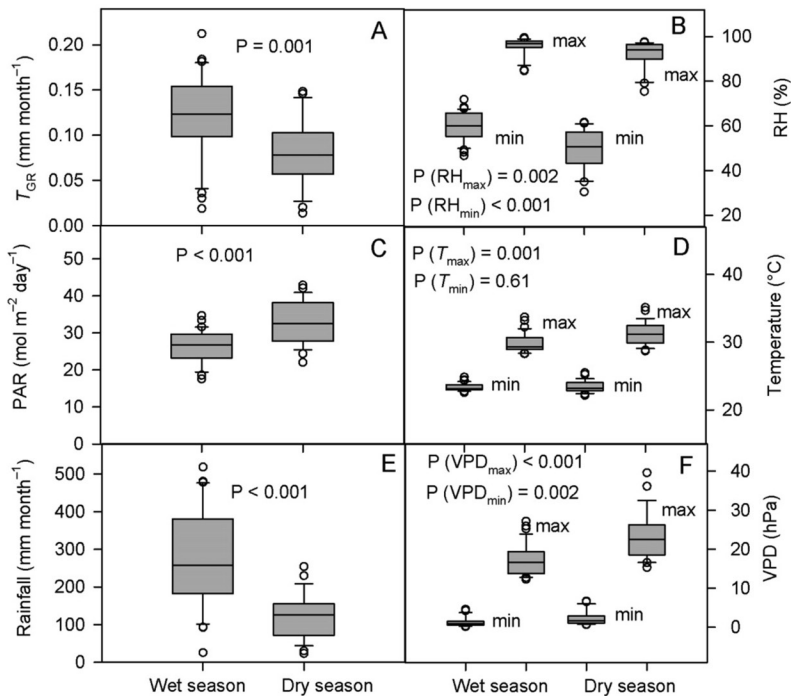 A
P = 0.001
0.20
0.15
0.10
0.05
0.00
T_GR (mm month⁻¹)
B
max
max
min
min
P (RH_max) = 0.002
P (RH_min) < 0.001
100
80
60
40
20
RH (%)
C
P < 0.001
50
40
30
20
10
0
PAR (mol m⁻² day⁻¹)
D
P (T_max) = 0.001
P (T_min) = 0.61
max
max
min
min
40
30
20
Temperature (°C)
E
P < 0.001
500
400
300
200
100
0
Rainfall (mm month⁻¹)
F
P (VPD_max) < 0.001
P (VPD_min) = 0.002
max
max
min
min
40
30
20
10
0
VPD (hPa)
Wet season
Dry season
Wet season
Dry season